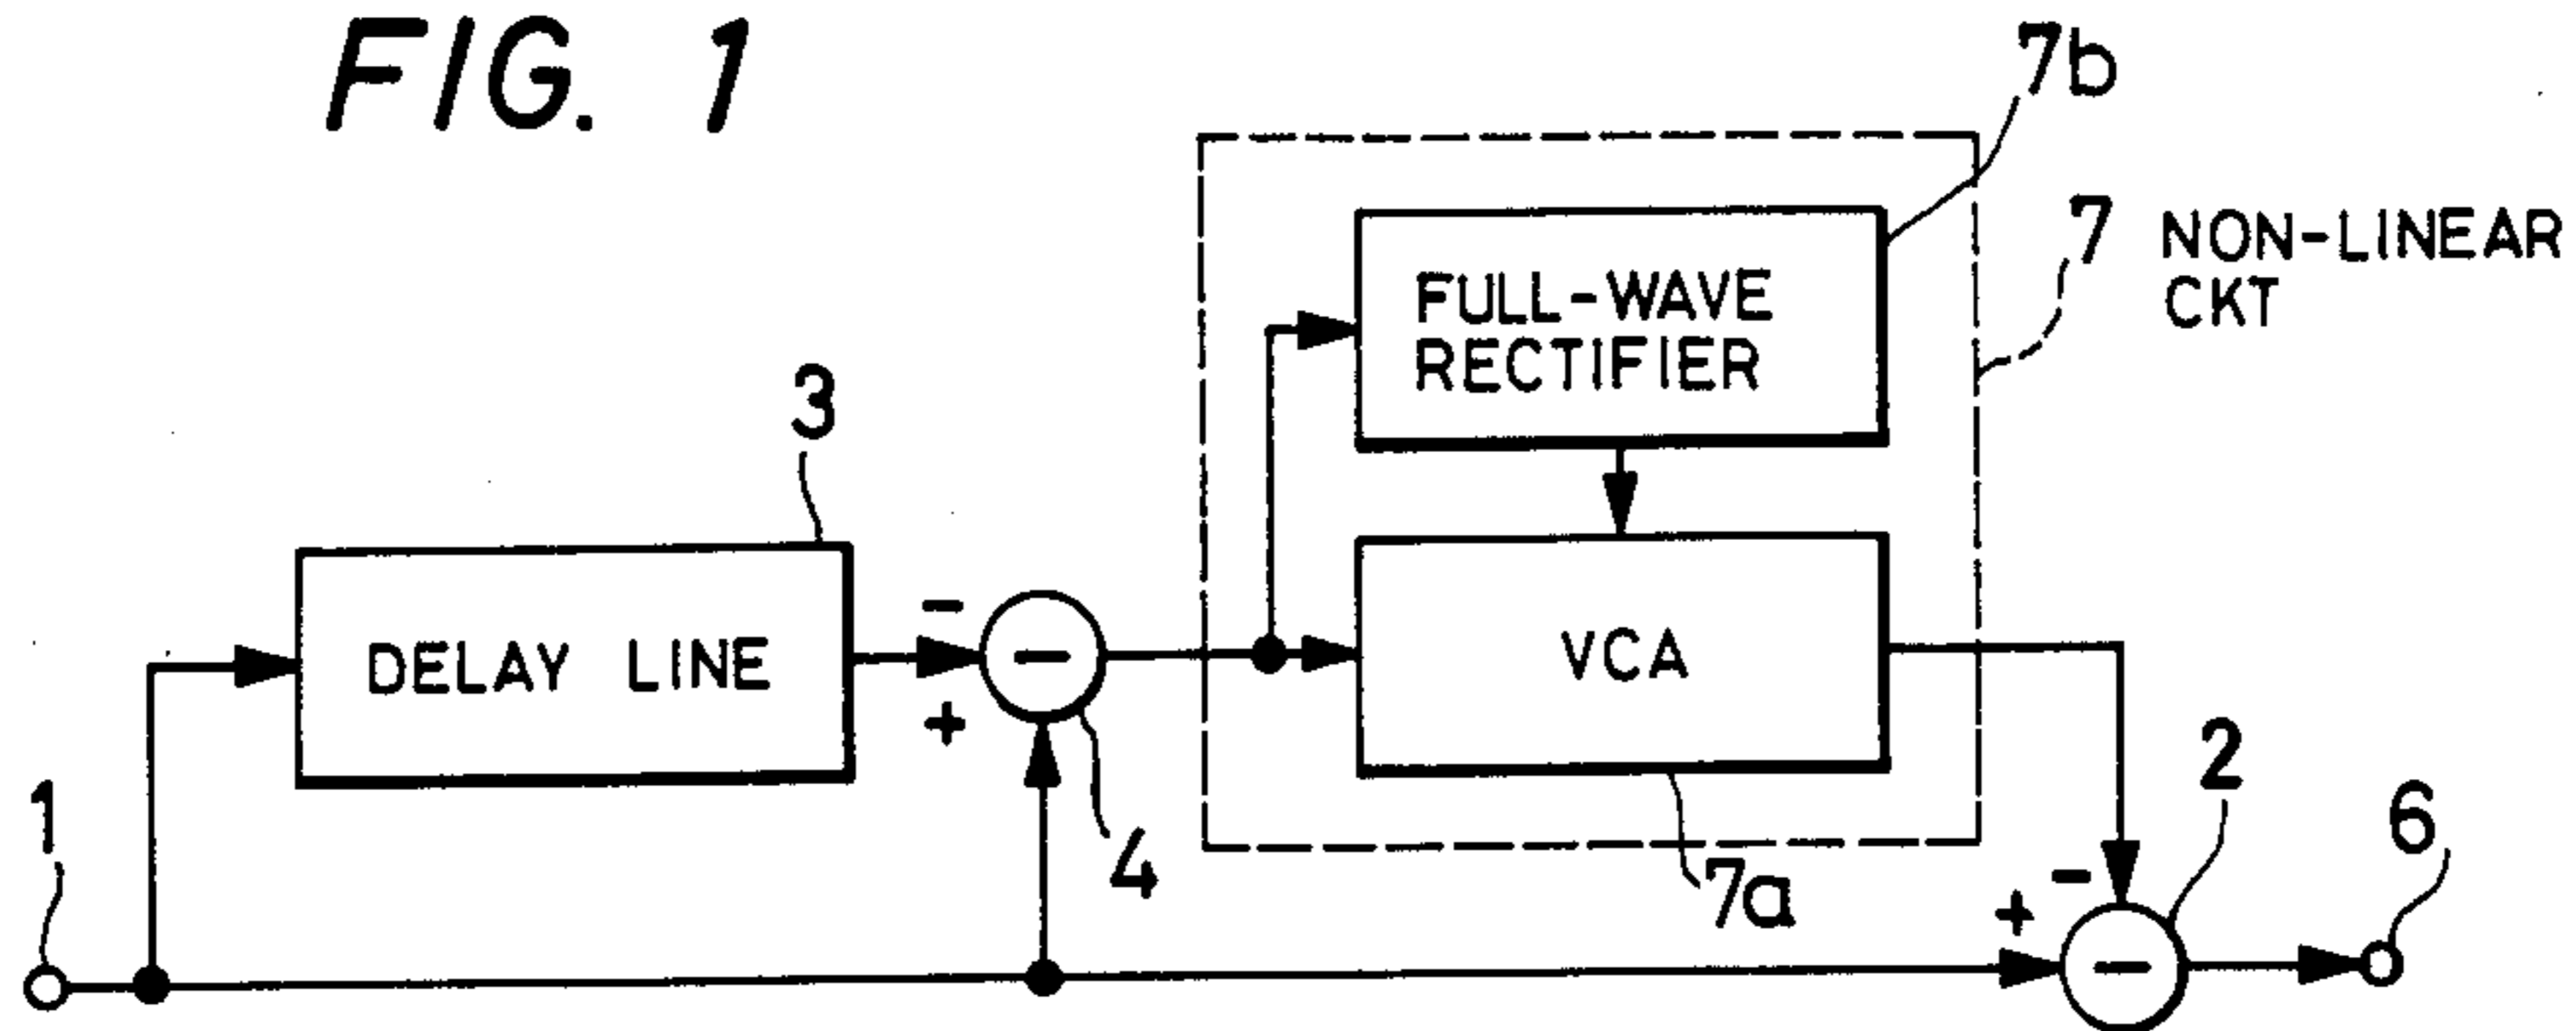 FIG. 1
7b
7 NON-LINEAR
CKT
FULL-WAVE
RECTIFIER
3
DELAY LINE
-
+
-
4
VCA
7a
1
2
-
+
-
6